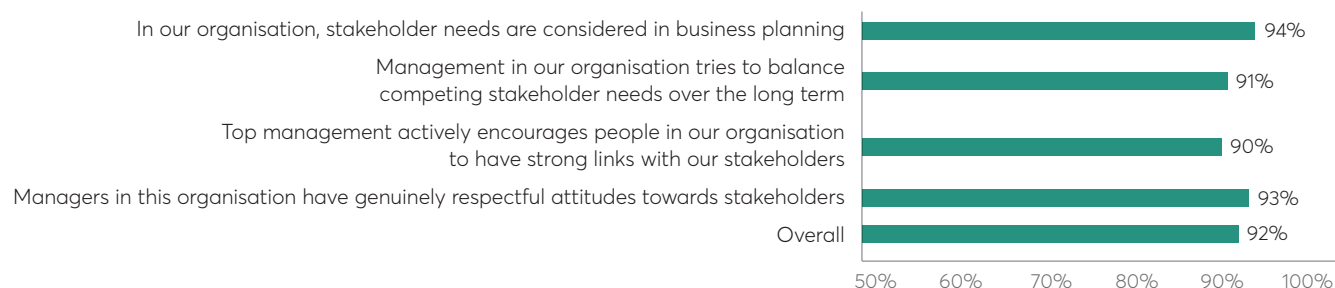 In our organisation, stakeholder needs are considered in business planning 94%
Management in our organisation tries to balance
competing stakeholder needs over the long term 91%
Top management actively encourages people in our organisation
to have strong links with our stakeholders 90%
Managers in this organisation have genuinely respectful attitudes towards stakeholders 93%
Overall 92%
50% 60% 70% 80% 90% 100%